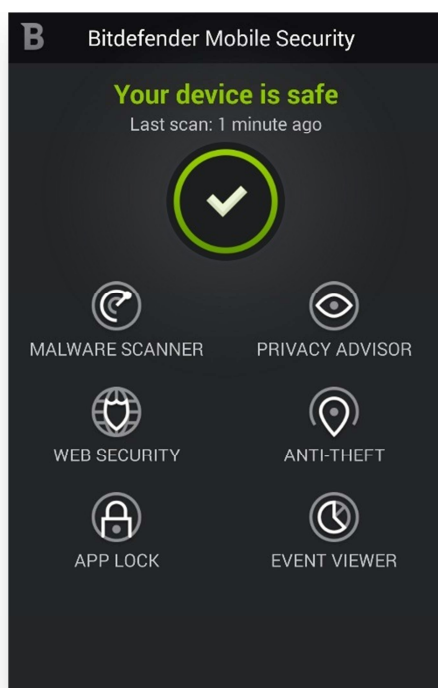 B Bitdefender Mobile Security
Your device is safe
Last scan: 1 minute ago
MALWARE SCANNER PRIVACY ADVISOR
WEB SECURITY ANTI-THEFT
APP LOCK EVENT VIEWER